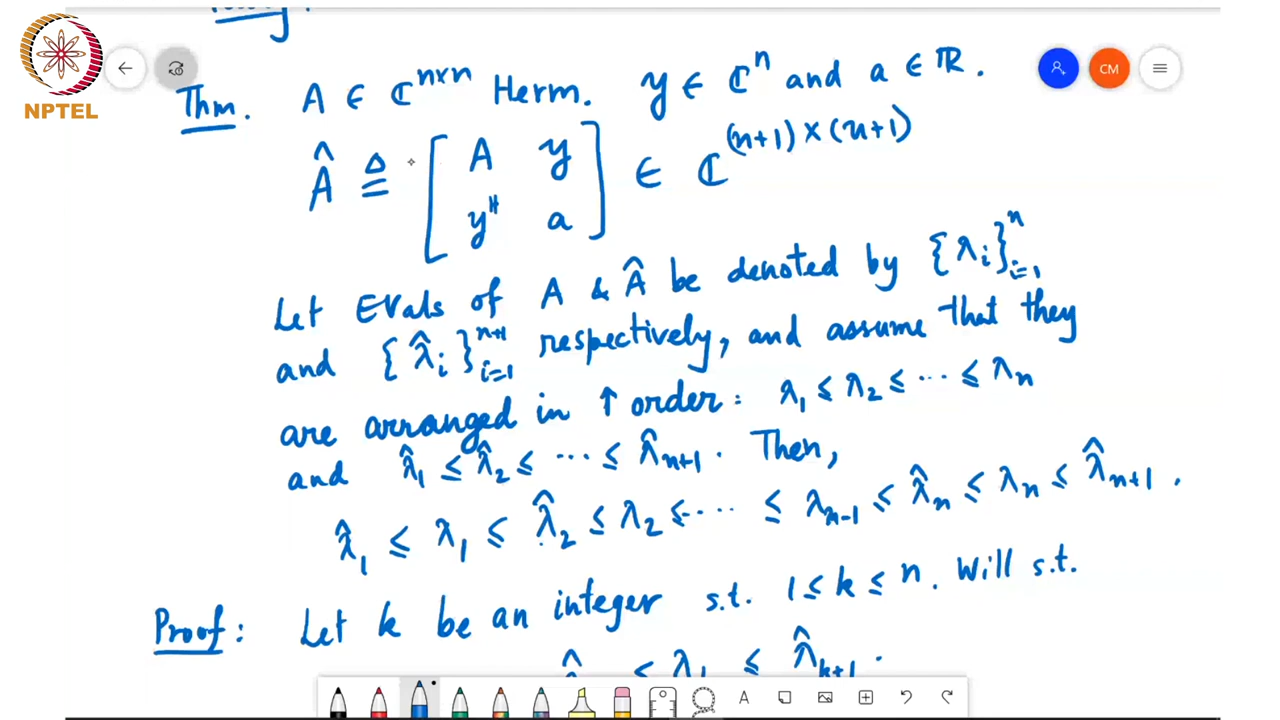 Proof:
NPTEL
CM
Thm. A ∈ ℂ^{n×n} Herm. y ∈ ℂ^n and a ∈ ℝ.
Â ≜ [ A y ; y^H a ] ∈ ℂ^{(n+1)×(n+1)}
Let Evals of A & Â be denoted by {λ_i}_{i=1}^n
and {λ̂_i}_{i=1}^{n+1} respectively, and assume that they
are arranged in ↑ order: λ_1 ≤ λ_2 ≤ ... ≤ λ_n
and λ̂_1 ≤ λ̂_2 ≤ ... ≤ λ̂_{n+1}. Then,
λ̂_1 ≤ λ_1 ≤ λ̂_2 ≤ λ_2 ≤ ... ≤ λ_{n-1} ≤ λ̂_n ≤ λ_n ≤ λ̂_{n+1}.
Proof: Let k be an integer s.t. 1 ≤ k ≤ n. Will s.t.
≤ λ ≤ λ̂_{k+1}.
A